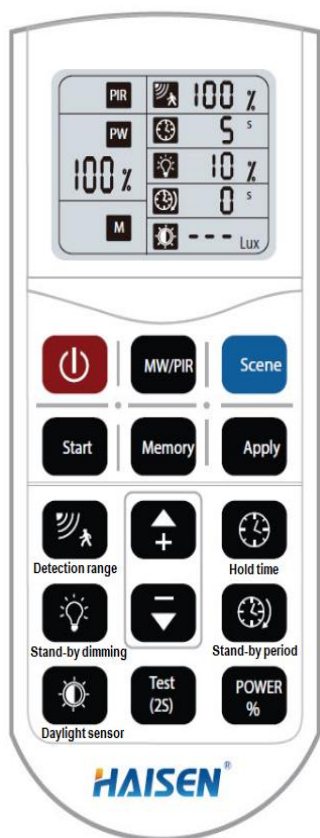 PIR 100 %
PW 5 s
100 % 10 %
0 s
M --- Lux
MW/PIR Scene
Start Memory Apply
+
Detection range Hold time
−
Stand-by dimming Stand-by period
Test
(2S)
POWER
%
Daylight sensor
HAISEN®